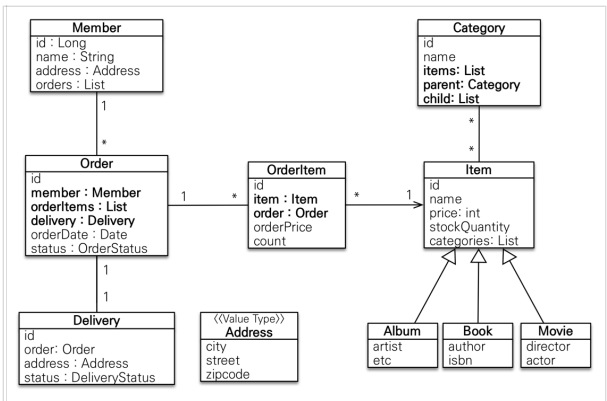 Member
id : Long
name : String
address : Address
orders : List
Category
id
name
items: List
parent: Category
child: List
1
*
*
*
Order
id
member : Member
orderItems : List
delivery : Delivery
orderDate : Date
status : OrderStatus
1
*
OrderItem
id
item : Item
order : Order
orderPrice
count
*
1
Item
id
name
price: int
stockQuantity
categories: List
1
1
Delivery
id
order: Order
address : Address
status : DeliveryStatus
《Value Type》
Address
city
street
zipcode
Album
artist
etc
Book
author
isbn
Movie
director
actor